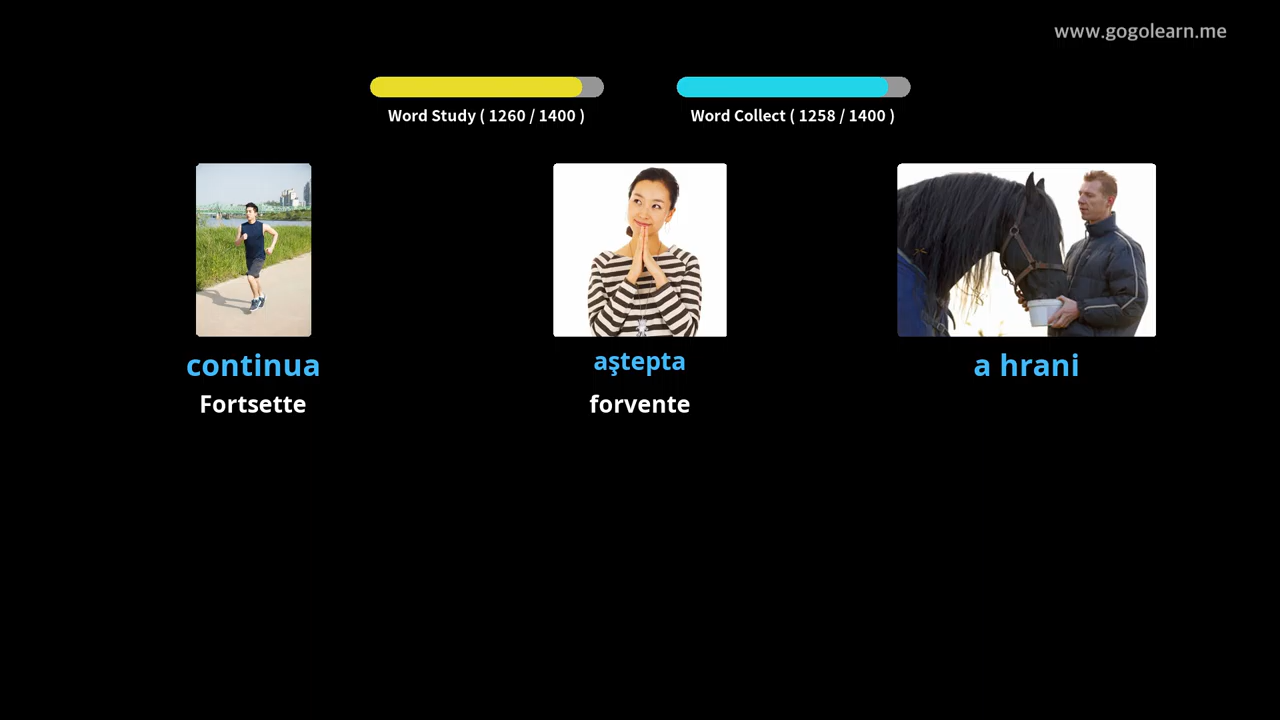 www.gogolearn.me
Word Study ( 1260 / 1400 )
Word Collect ( 1258 / 1400 )
continua
Fortsette
aştepta
forvente
a hrani